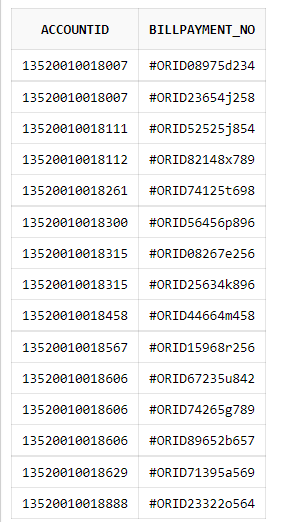 ACCOUNTID BILLPAYMENT_NO
13520010018007 #ORID08975d234
13520010018007 #ORID23654j258
13520010018111 #ORID52525j854
13520010018112 #ORID82148x789
13520010018261 #ORID74125t698
13520010018300 #ORID56456p896
13520010018315 #ORID08267e256
13520010018315 #ORID25634k896
13520010018458 #ORID44664m458
13520010018567 #ORID15968r256
13520010018606 #ORID67235u842
13520010018606 #ORID74265g789
13520010018606 #ORID89652b657
13520010018629 #ORID71395a569
13520010018888 #ORID23322o564